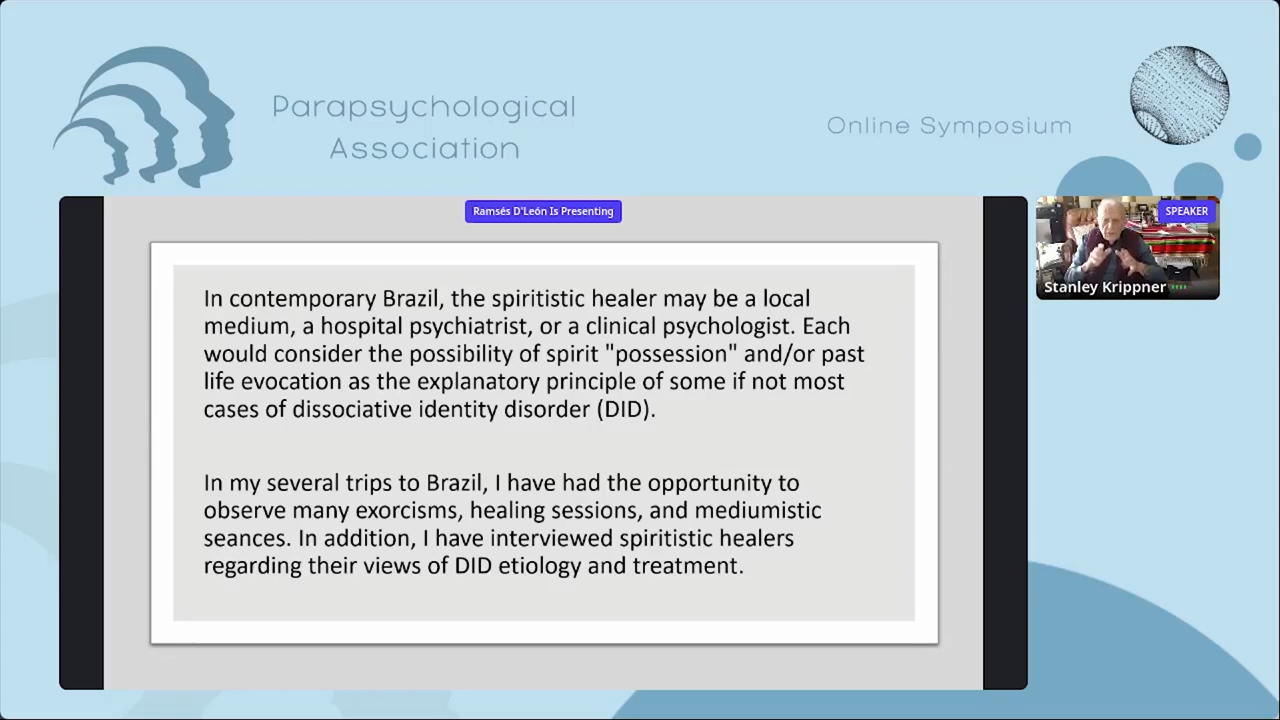 Parapsychological
Association
Online Symposium
Ramsés D'León Is Presenting
SPEAKER
Stanley Krippner
In contemporary Brazil, the spiritistic healer may be a local
medium, a hospital psychiatrist, or a clinical psychologist. Each
would consider the possibility of spirit "possession" and/or past
life evocation as the explanatory principle of some if not most
cases of dissociative identity disorder (DID).
In my several trips to Brazil, I have had the opportunity to
observe many exorcisms, healing sessions, and mediumistic
seances. In addition, I have interviewed spiritistic healers
regarding their views of DID etiology and treatment.